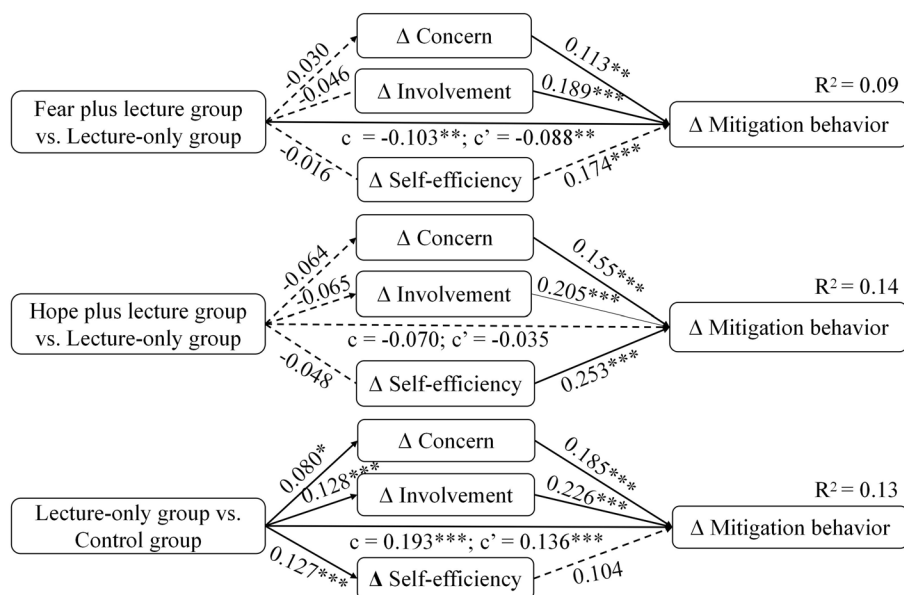 Δ Concern
-0.030
0.113**
R² = 0.09
-0.046
Δ Involvement
0.189***
Fear plus lecture group
vs. Lecture-only group
Δ Mitigation behavior
c = -0.103**; c’ = -0.088**
-0.016
Δ Self-efficiency
0.174***
Δ Concern
-0.064
0.155***
R² = 0.14
-0.065
Δ Involvement
0.205***
Hope plus lecture group
vs. Lecture-only group
Δ Mitigation behavior
c = -0.070; c’ = -0.035
-0.048
Δ Self-efficiency
0.253***
Δ Concern
0.080*
0.185***
R² = 0.13
0.128***
Δ Involvement
0.226***
Lecture-only group vs.
Control group
Δ Mitigation behavior
c = 0.193***; c’ = 0.136***
0.127***
Δ Self-efficiency
0.104